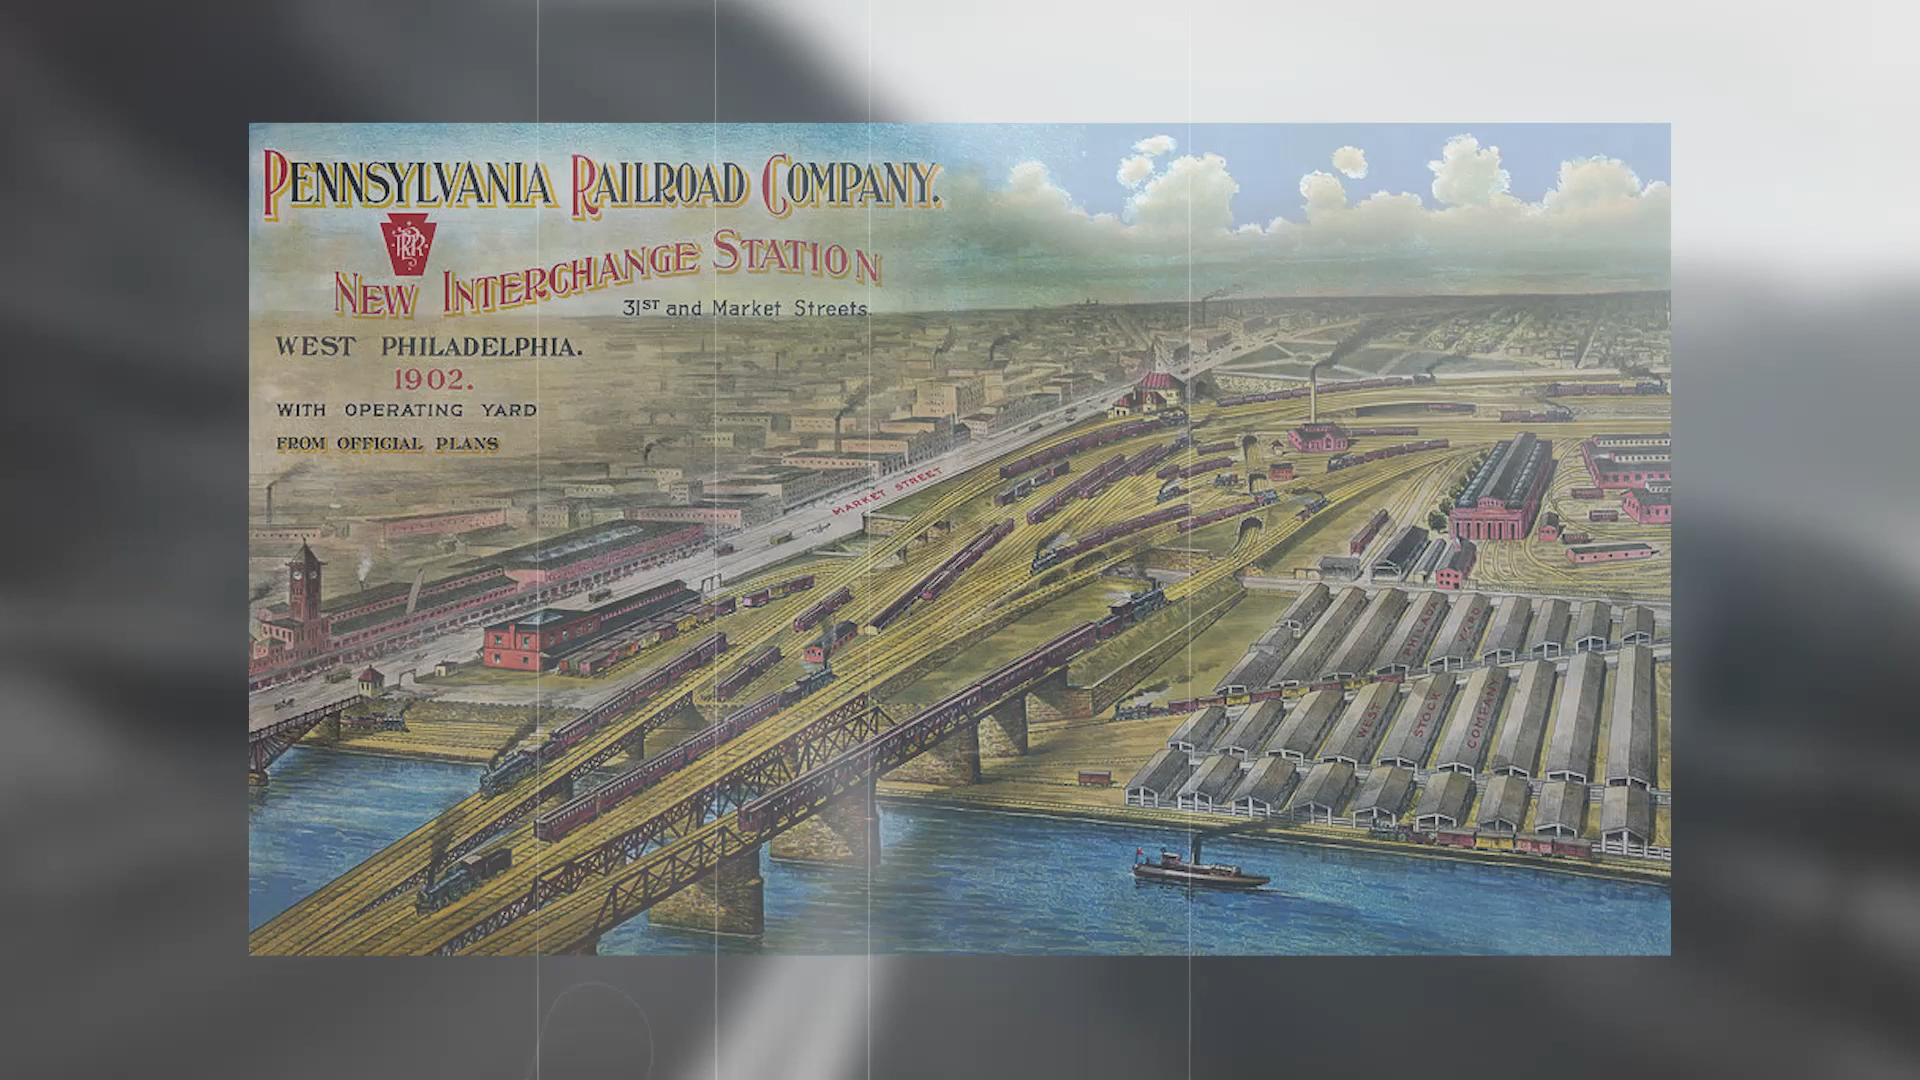 PENNSYLVANIA RAILROAD COMPANY.
PRR
NEW INTERCHANGE STATION
31ST and Market Streets.
WEST PHILADELPHIA.
1902.
WITH OPERATING YARD
FROM OFFICIAL PLANS
MARKET STREET
WEST PHILADA
STOCK YARD
COMPANY